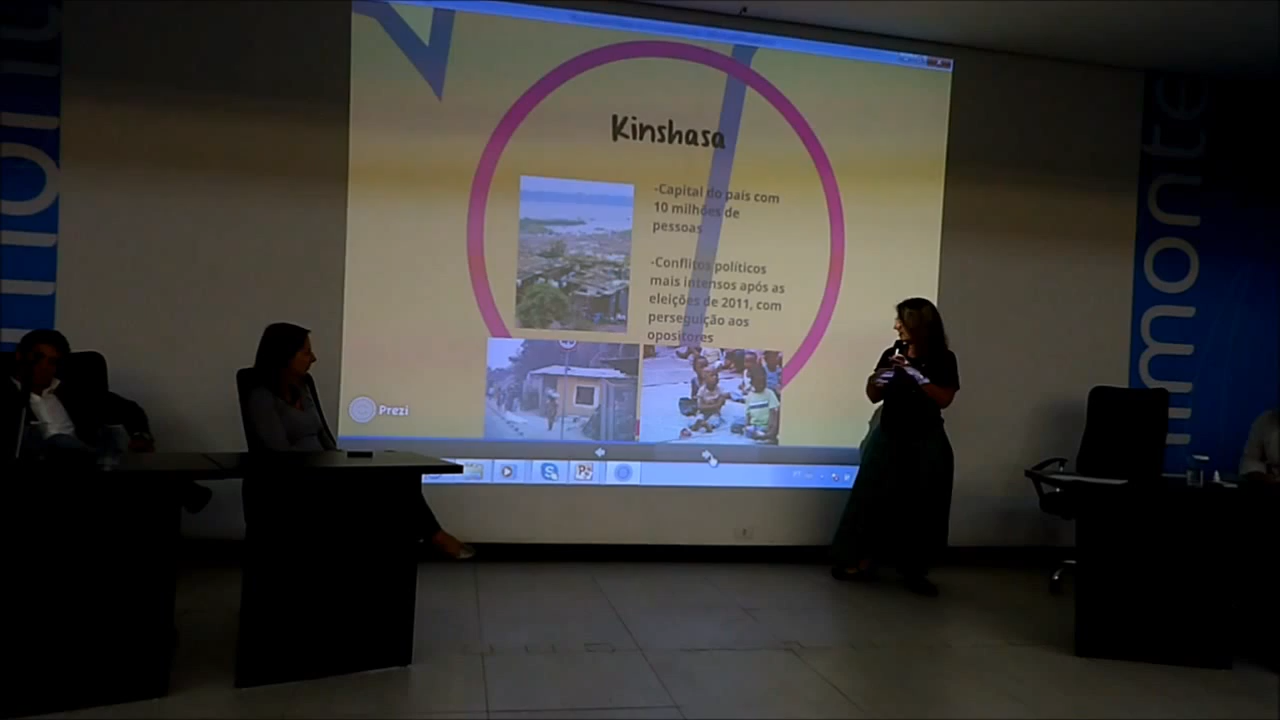 Kinshasa
-Capital do país com
10 milhões de
pessoas
-Conflitos políticos
mais intensos após as
eleições de 2011, com
perseguição aos
opositores
Prezi
imonte